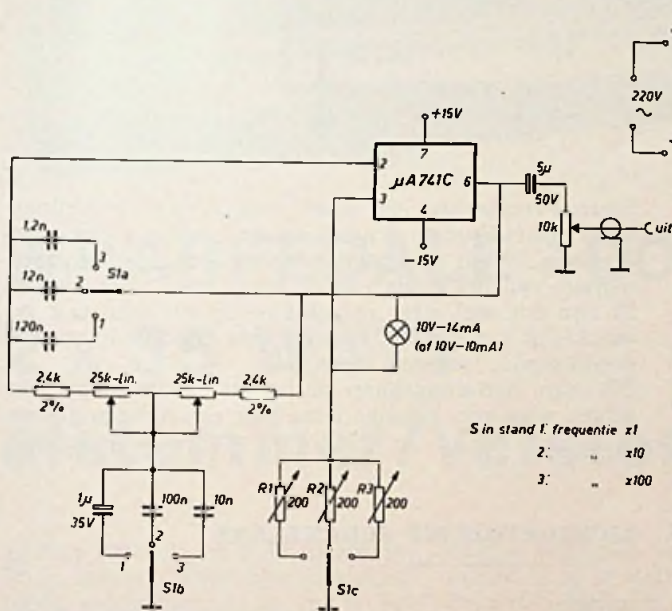 +15V
220V
~
7
2
µA741C
6
3
4
5µ
50V
-15V
10k
uit
1,2n
3
S1a
12n
2
120n
1
10V-14mA
(of 10V-10mA)
2,4k
2%
25k-Lin.
25k-Lin
2,4k
2%
S in stand 1: frequentie x1
2: „ x10
3: „ x100
1µ
35V
100n
10n
2
1
3
S1b
R1
200
R2
200
R3
200
S1c